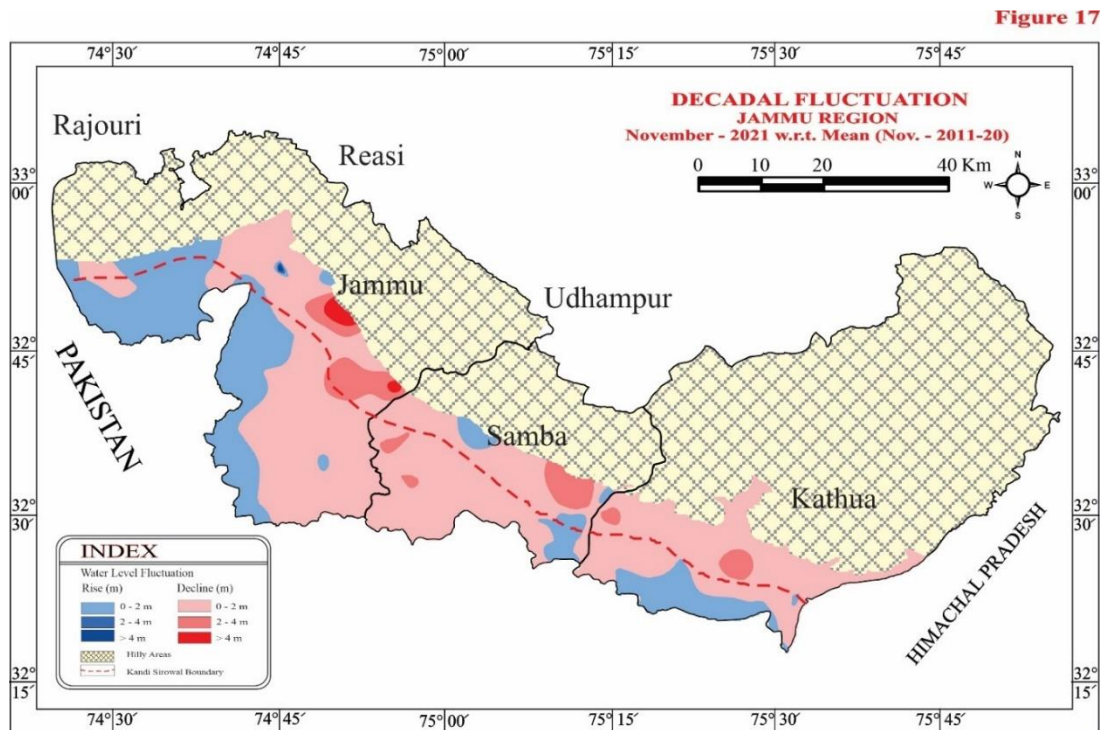 Figure 17
74° 30′ 74° 45′ 75° 00′ 75° 15′ 75° 30′ 75° 45′
DECADAL FLUCTUATION
JAMMU REGION
November - 2021 w.r.t. Mean (Nov. - 2011-20)
0 10 20 40 Km
N
W E
S
Rajouri
Reasi
33° 00′
33° 00′
Jammu
Udhampur
32° 45′
32° 45′
PAKISTAN
Samba
Kathua
32° 30′
32° 30′
HIMACHAL PRADESH
INDEX
Water Level Fluctuation
Rise (m) Decline (m)
0 - 2 m 0 - 2 m
2 - 4 m 2 - 4 m
> 4 m > 4 m
Hilly Areas
Kandi Sirowal Boundary
32° 15′
32° 15′
74° 30′ 74° 45′ 75° 00′ 75° 15′ 75° 30′ 75° 45′